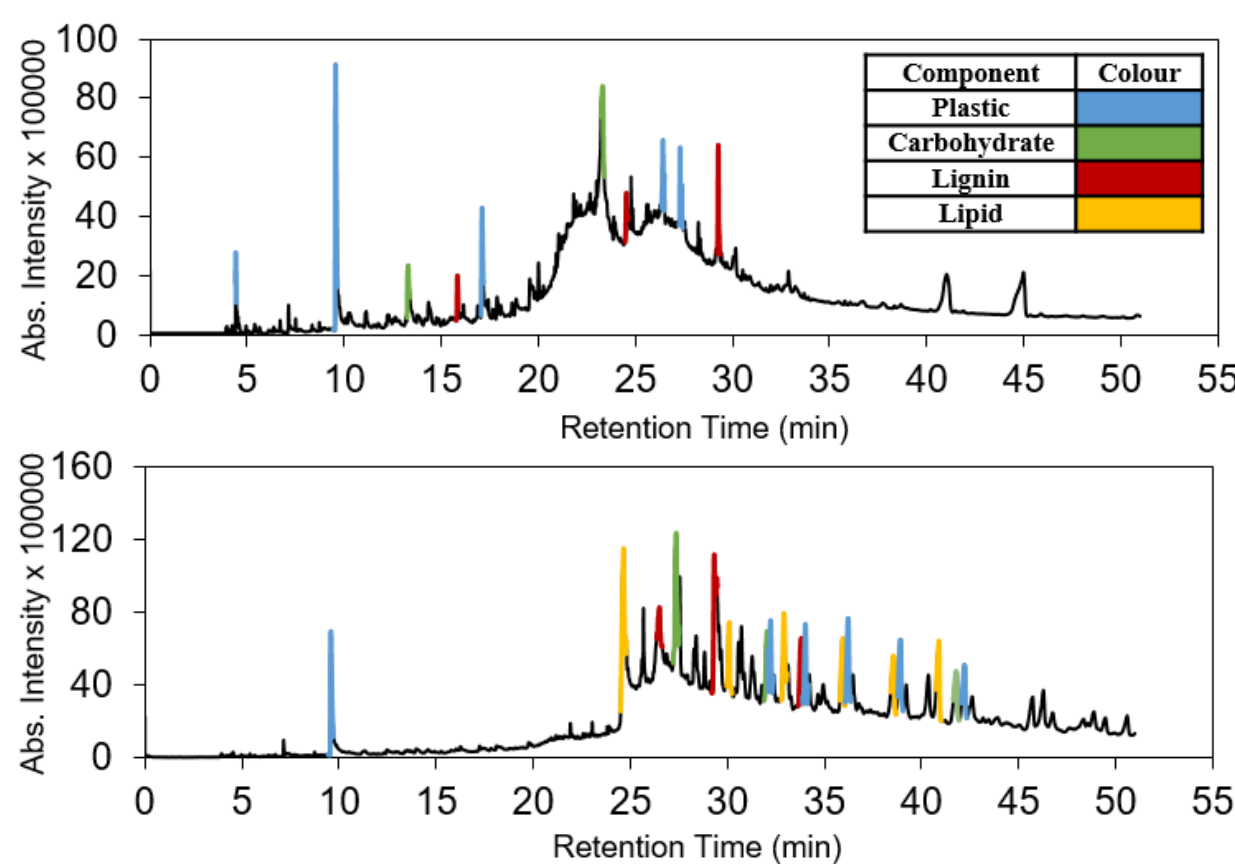 Abs. Intensity x 100000
100
80
60
40
20
0
Component Colour
Plastic
Carbohydrate
Lignin
Lipid
0 5 10 15 20 25 30 35 40 45 50 55
Retention Time (min)
Abs. Intensity x 100000
160
120
80
40
0
0 5 10 15 20 25 30 35 40 45 50 55
Retention Time (min)